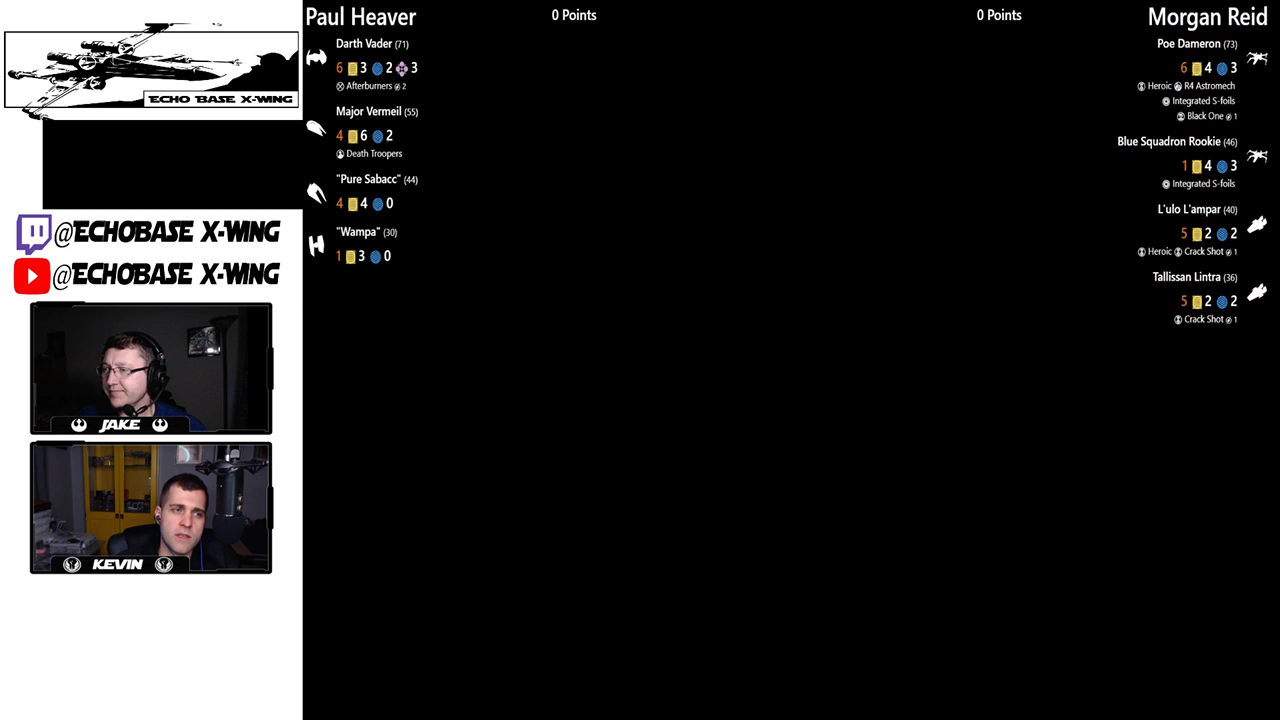 ECHO BASE X-WING
@ECHOBASE X-WING
@ECHOBASE X-WING
JAKE
KEVIN
Paul Heaver
0 Points
Darth Vader (71)
6 3 2 3
Afterburners 2
Major Vermeil (55)
4 6 2
Death Troopers
"Pure Sabacc" (44)
4 4 0
"Wampa" (30)
1 3 0
0 Points
Morgan Reid
Poe Dameron (73)
6 4 3
Heroic R4 Astromech
Integrated S-foils
Black One 1
Blue Squadron Rookie (46)
1 4 3
Integrated S-foils
L'ulo L'ampar (40)
5 2 2
Heroic Crack Shot 1
Tallissan Lintra (36)
5 2 2
Crack Shot 1